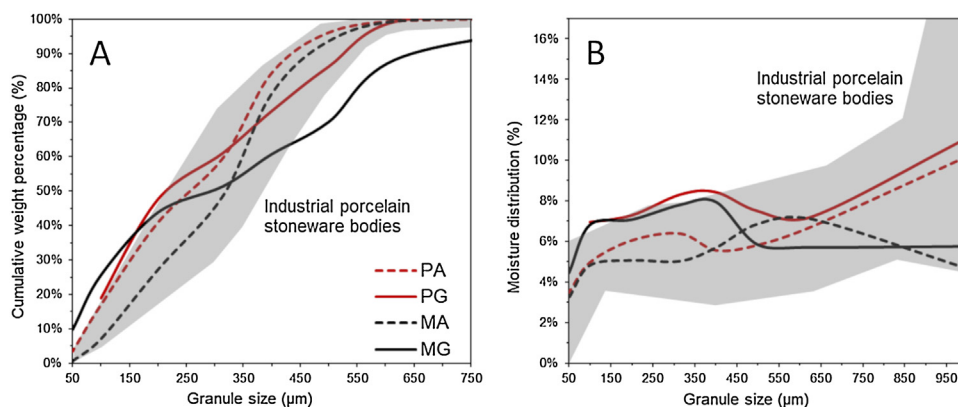 A
Cumulative weight percentage (%)
100%
90%
80%
70%
60%
50%
40%
30%
20%
10%
0%
Industrial porcelain
stoneware bodies
PA
PG
MA
MG
50 150 250 350 450 550 650 750
Granule size (µm)
B
Moisture distribution (%)
16%
14%
12%
10%
8%
6%
4%
2%
0%
Industrial porcelain
stoneware bodies
50 150 250 350 450 550 650 750 850 950
Granule size (µm)